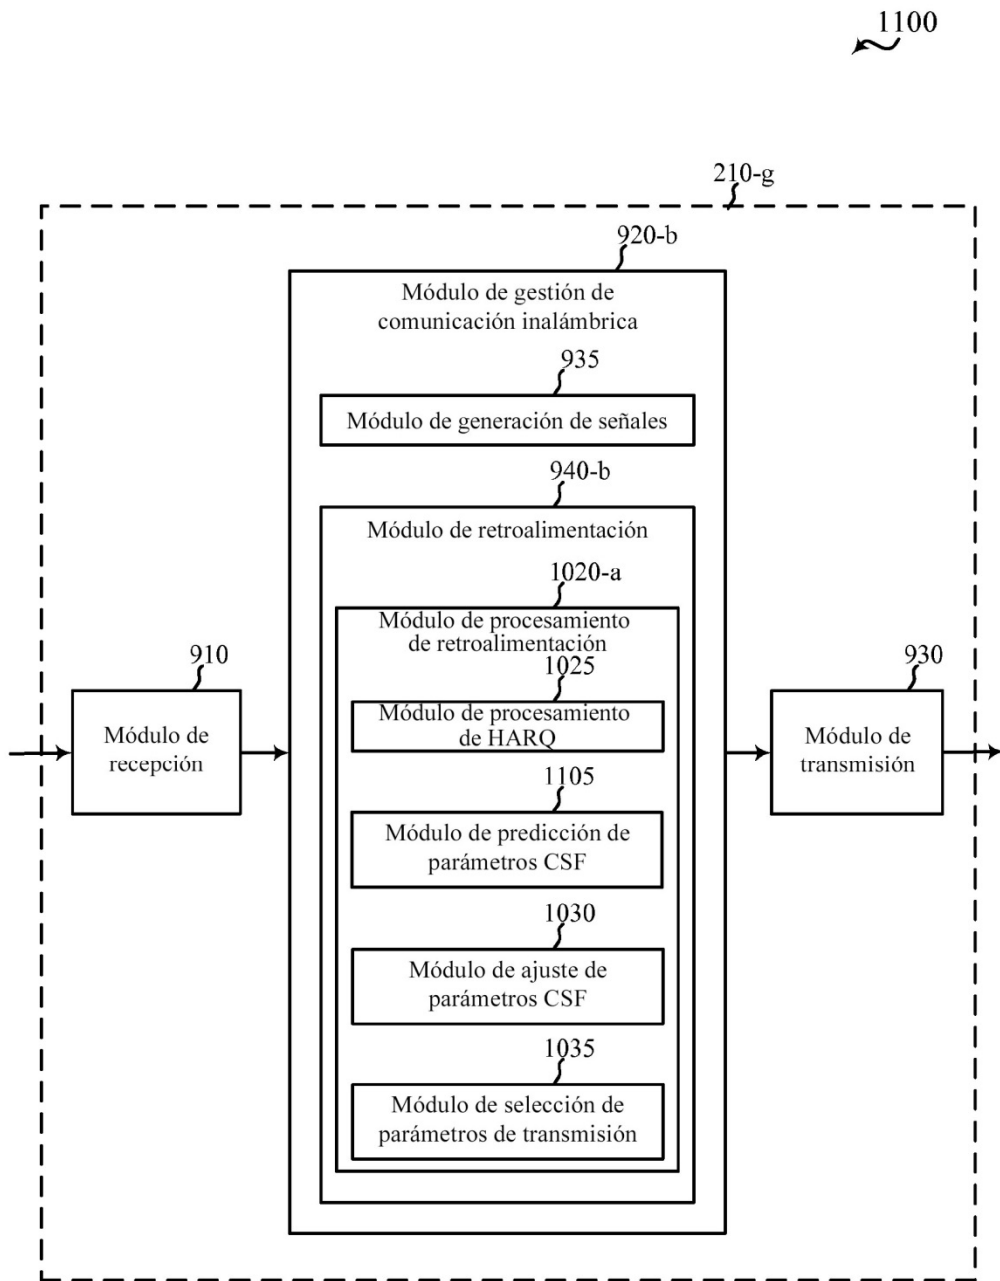 1100
210-g
920-b
Módulo de gestión de
comunicación inalámbrica
935
Módulo de generación de señales
940-b
Módulo de retroalimentación
1020-a
Módulo de procesamiento
de retroalimentación
1025
Módulo de procesamiento
de HARQ
1105
Módulo de predicción de
parámetros CSF
1030
Módulo de ajuste de
parámetros CSF
1035
Módulo de selección de
parámetros de transmisión
910
Módulo de
recepción
930
Módulo de
transmisión